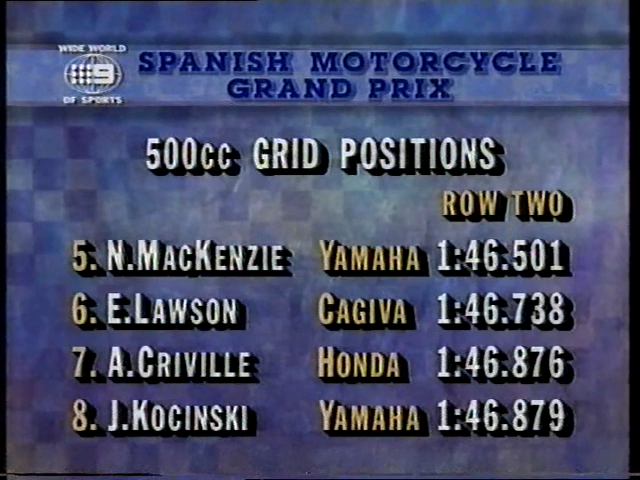 WIDE WORLD
9
OF SPORTS
SPANISH MOTORCYCLE
GRAND PRIX
500cc GRID POSITIONS
ROW TWO
5. N.MACKENZIE YAMAHA 1:46.501
6. E.LAWSON CAGIVA 1:46.738
7. A.CRIVILLE HONDA 1:46.876
8. J.KOCINSKI YAMAHA 1:46.879